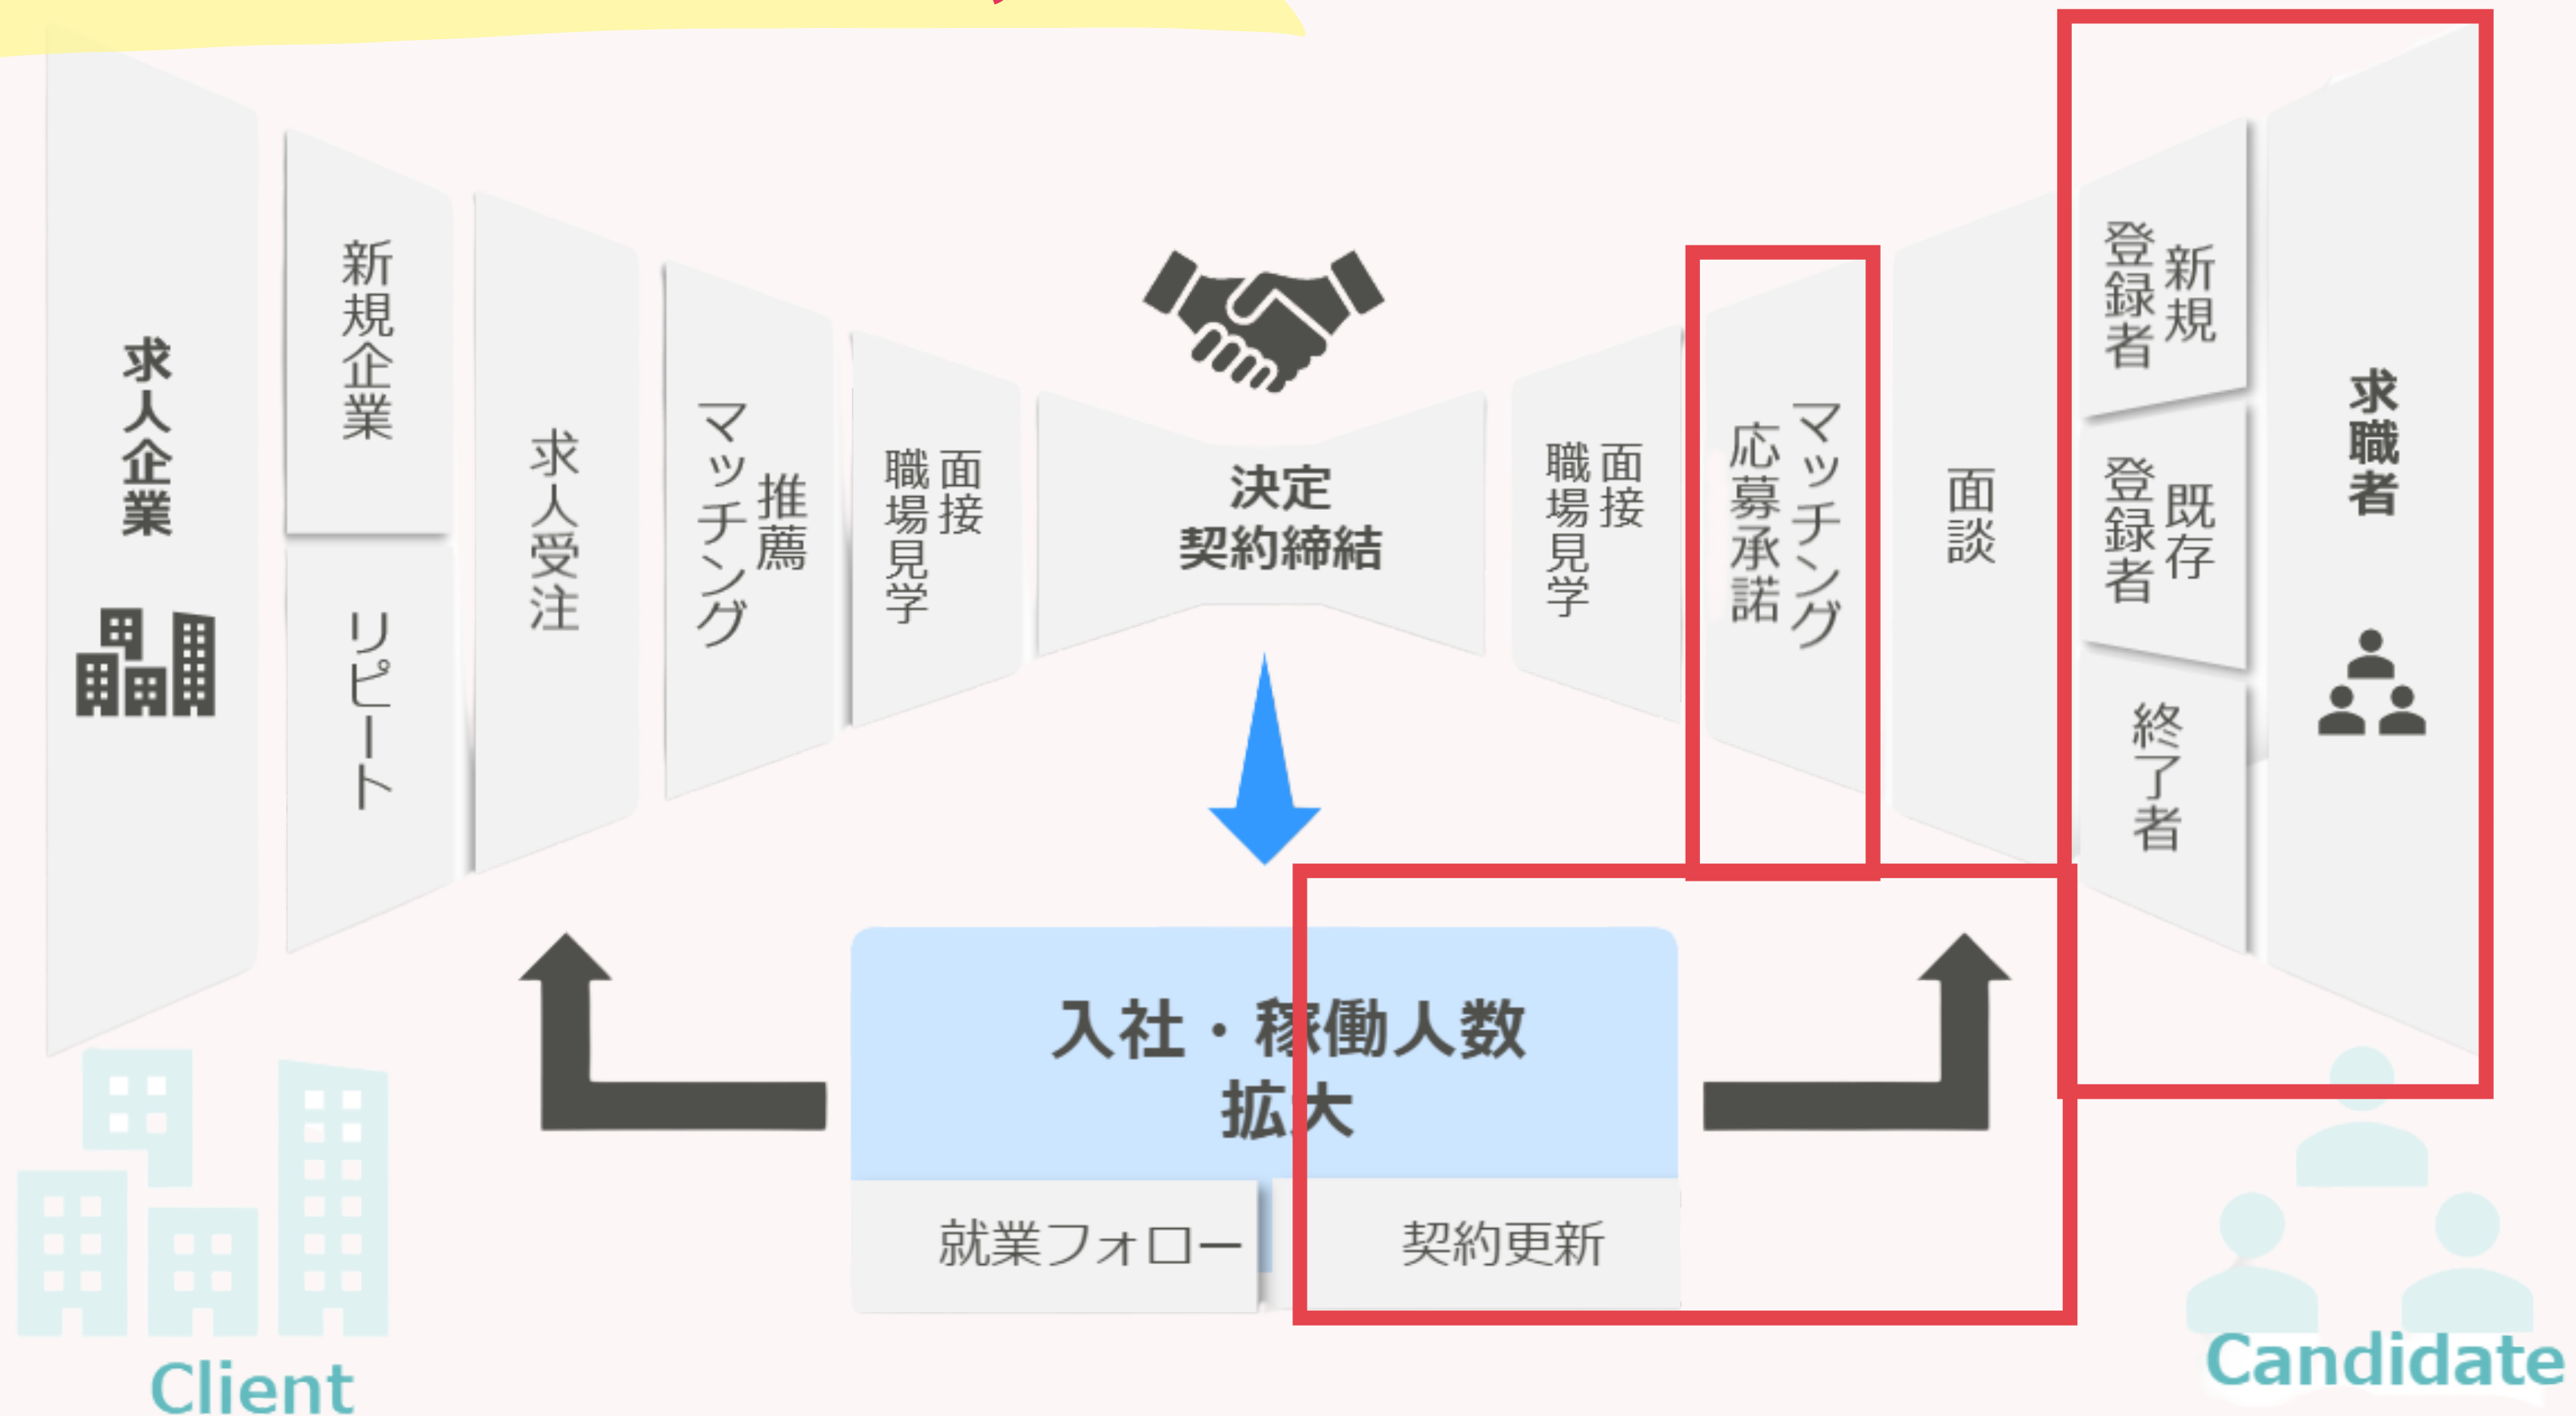 求人企業
新規企業
リピート
求人受注
推薦
マッチング
面接
職場見学
決定
契約締結
面接
職場見学
マッチング
応募承諾
面談
新規
登録者
既存
登録者
終了者
求職者
入社・稼働人数
拡大
就業フォロー
契約更新
Client
Candidate